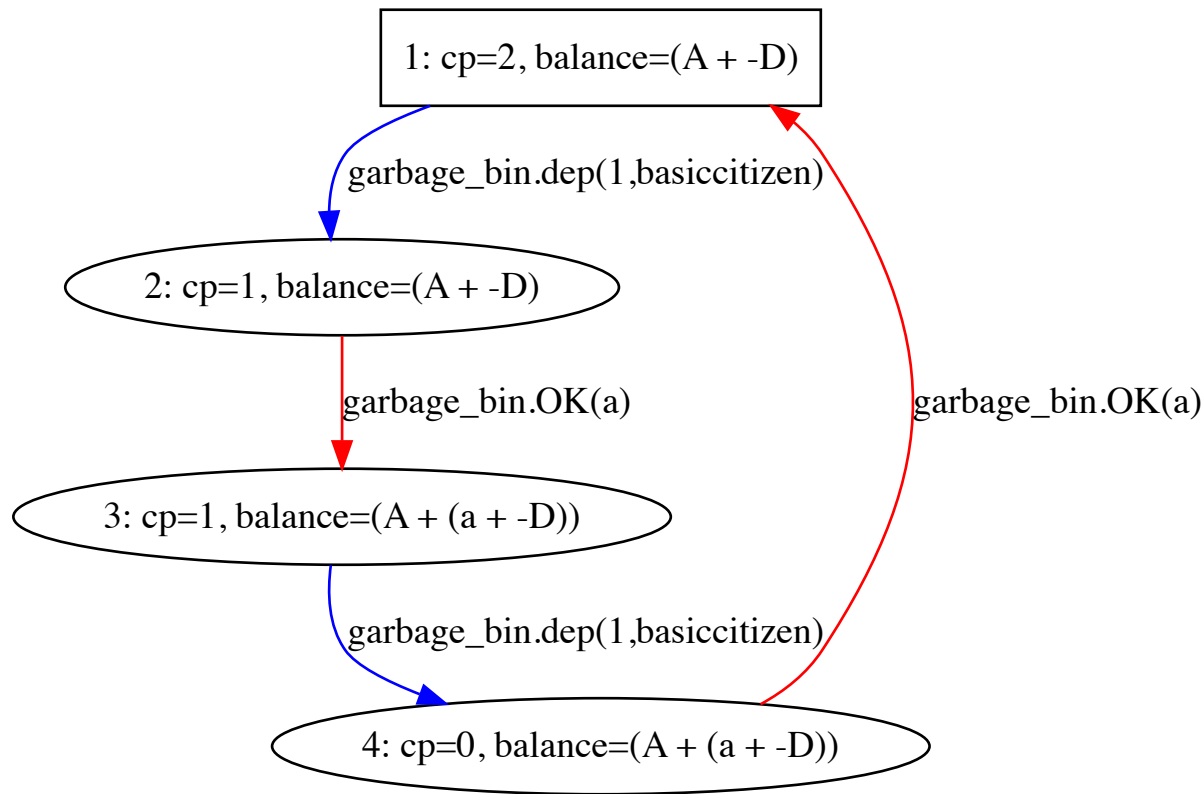 1: cp=2, balance=(A + -D)
garbage_bin.dep(1,basiccitizen)
2: cp=1, balance=(A + -D)
garbage_bin.OK(a)
garbage_bin.OK(a)
3: cp=1, balance=(A + (a + -D))
garbage_bin.dep(1,basiccitizen)
4: cp=0, balance=(A + (a + -D))